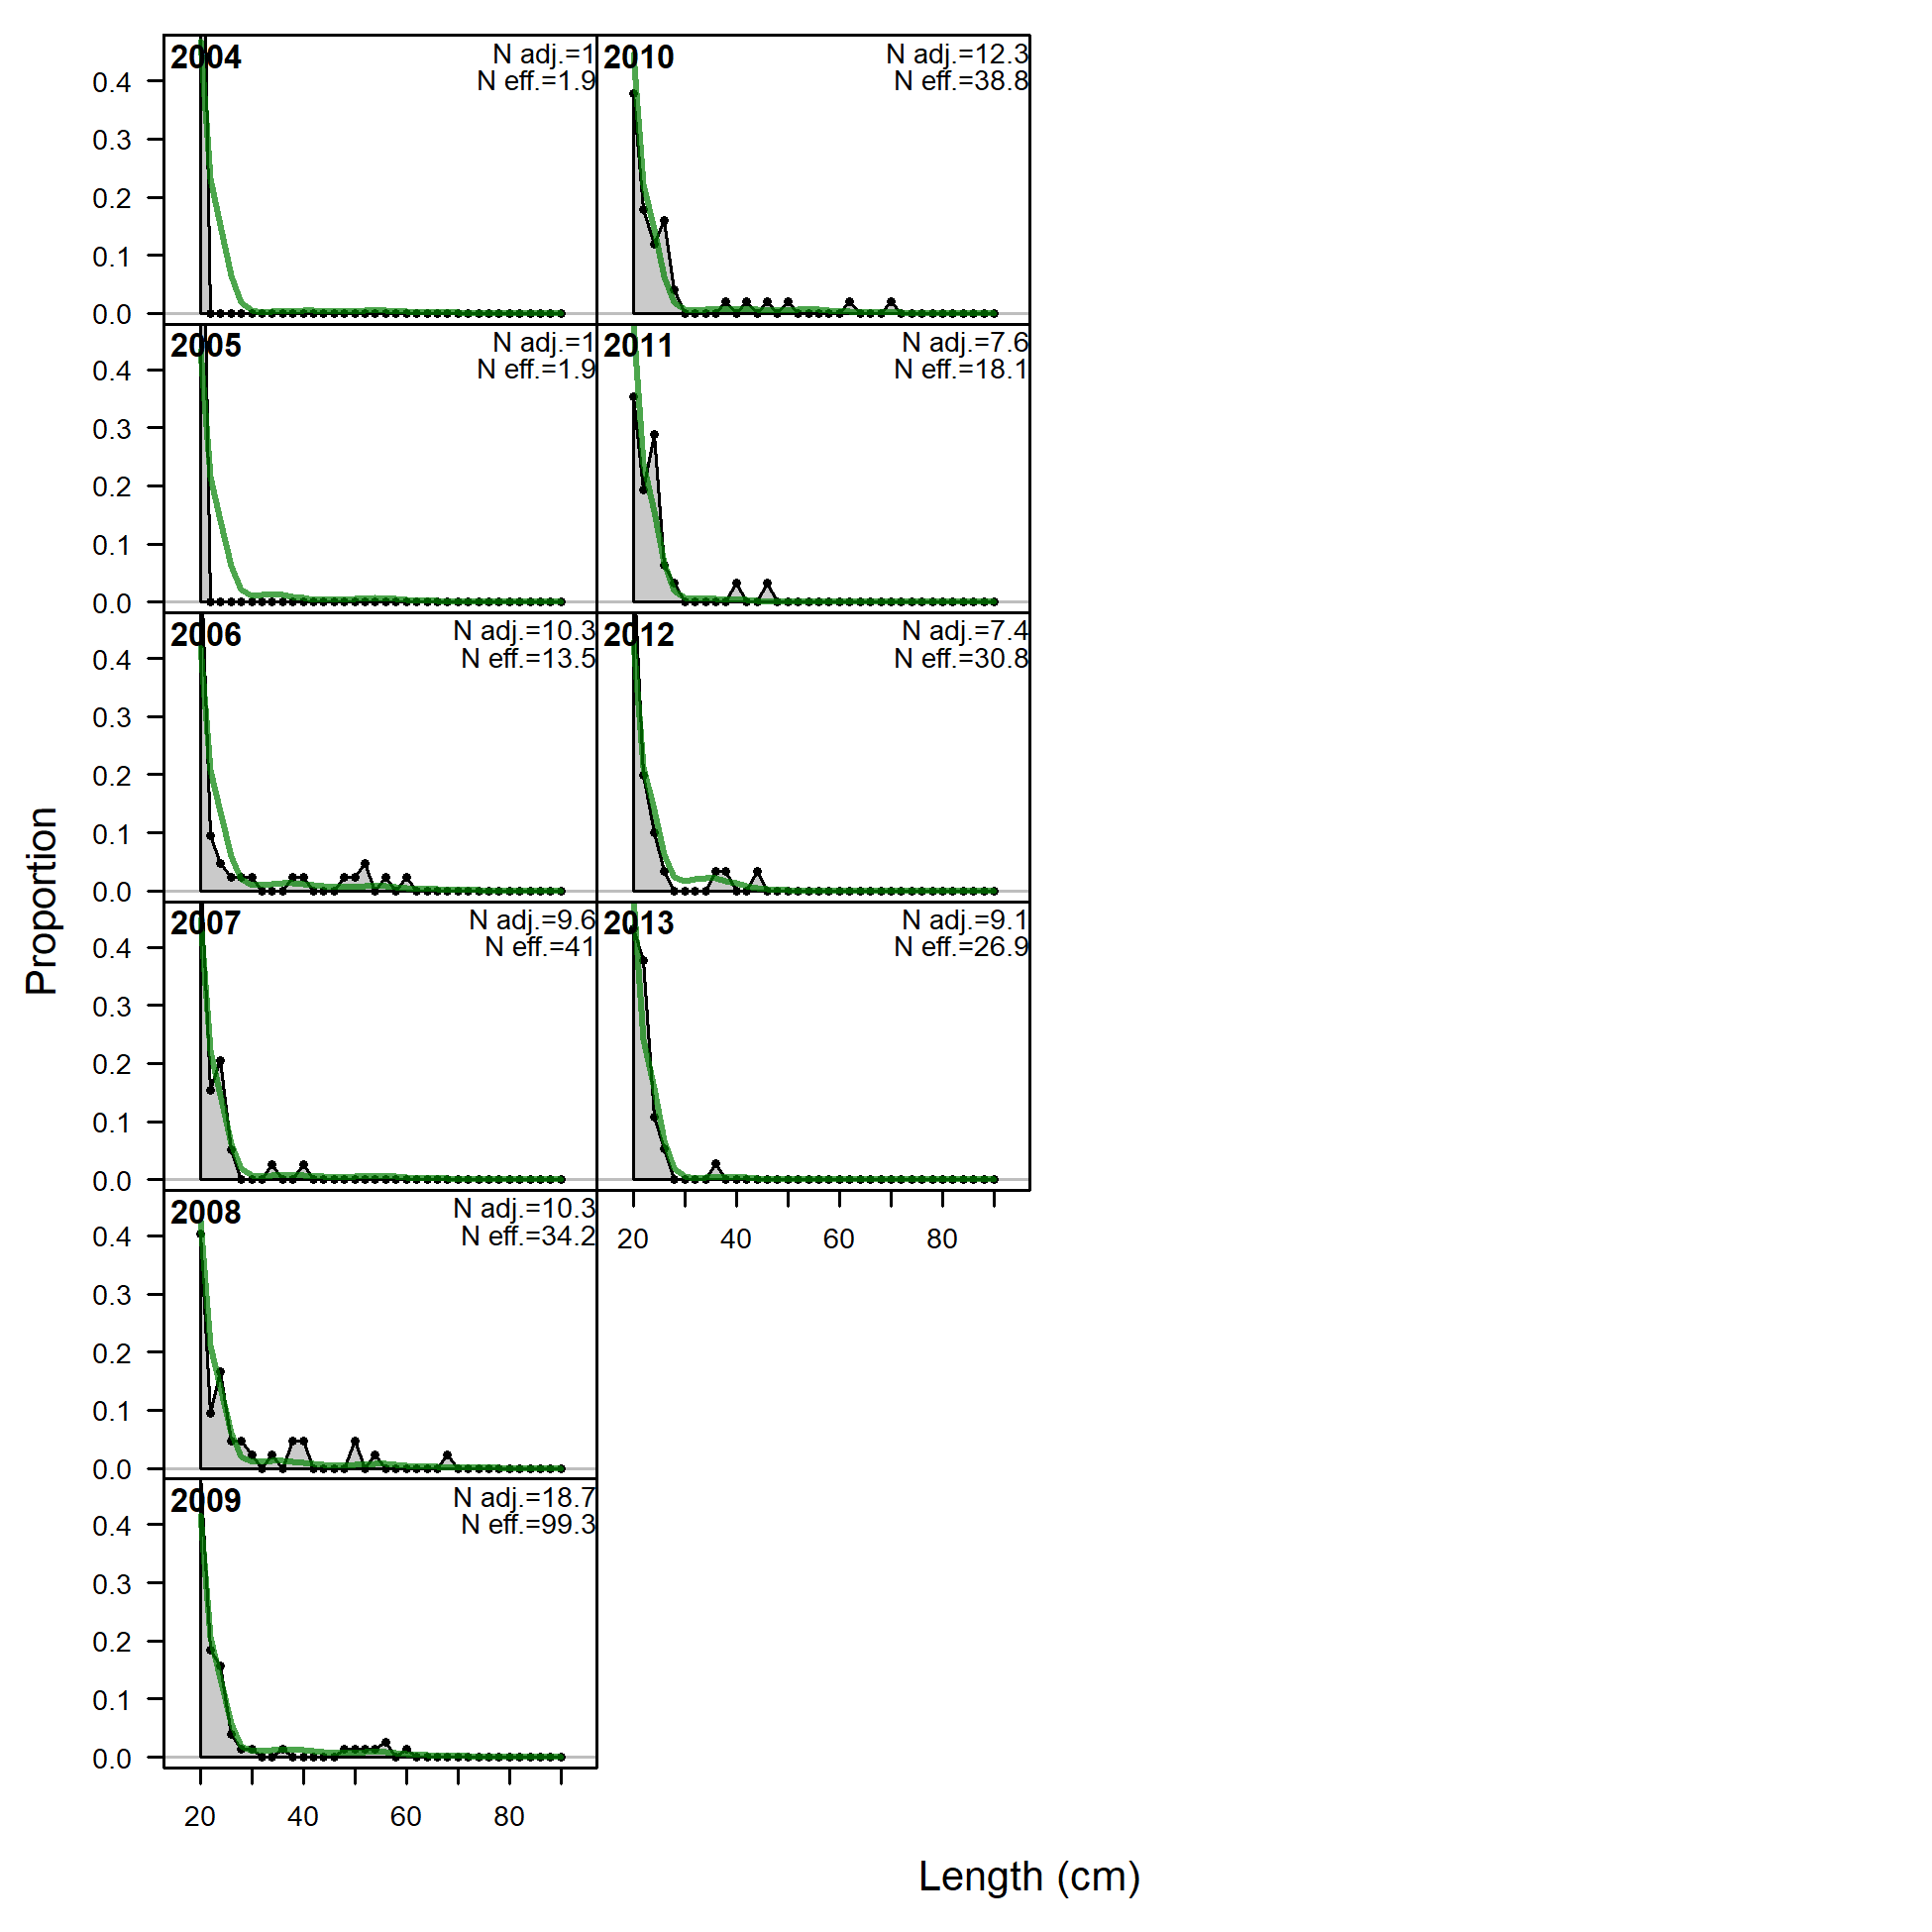 Proportion
2004
N adj.=1
N eff.=1.9
0.4
0.3
0.2
0.1
0.0
2005
N adj.=1
N eff.=1.9
0.4
0.3
0.2
0.1
0.0
2006
N adj.=10.3
N eff.=13.5
0.4
0.3
0.2
0.1
0.0
2007
N adj.=9.6
N eff.=41
0.4
0.3
0.2
0.1
0.0
2008
N adj.=10.3
N eff.=34.2
0.4
0.3
0.2
0.1
0.0
2009
N adj.=18.7
N eff.=99.3
0.4
0.3
0.2
0.1
0.0
20 40 60 80
2010
N adj.=12.3
N eff.=38.8
2011
N adj.=7.6
N eff.=18.1
2012
N adj.=7.4
N eff.=30.8
2013
N adj.=9.1
N eff.=26.9
20 40 60 80
Length (cm)